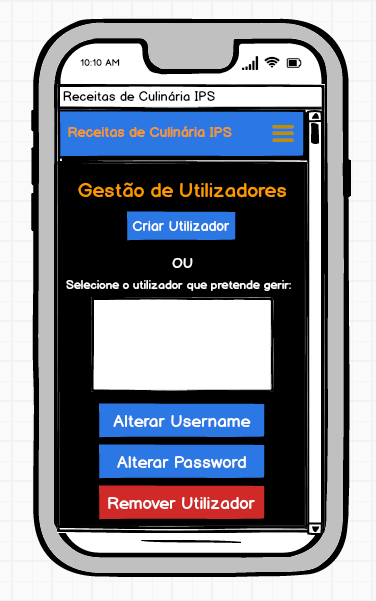 10:10 AM
Receitas de Culinária IPS
Receitas de Culinária IPS
Gestão de Utilizadores
Criar Utilizador
OU
Selecione o utilizador que pretende gerir:
Alterar Username
Alterar Password
Remover Utilizador